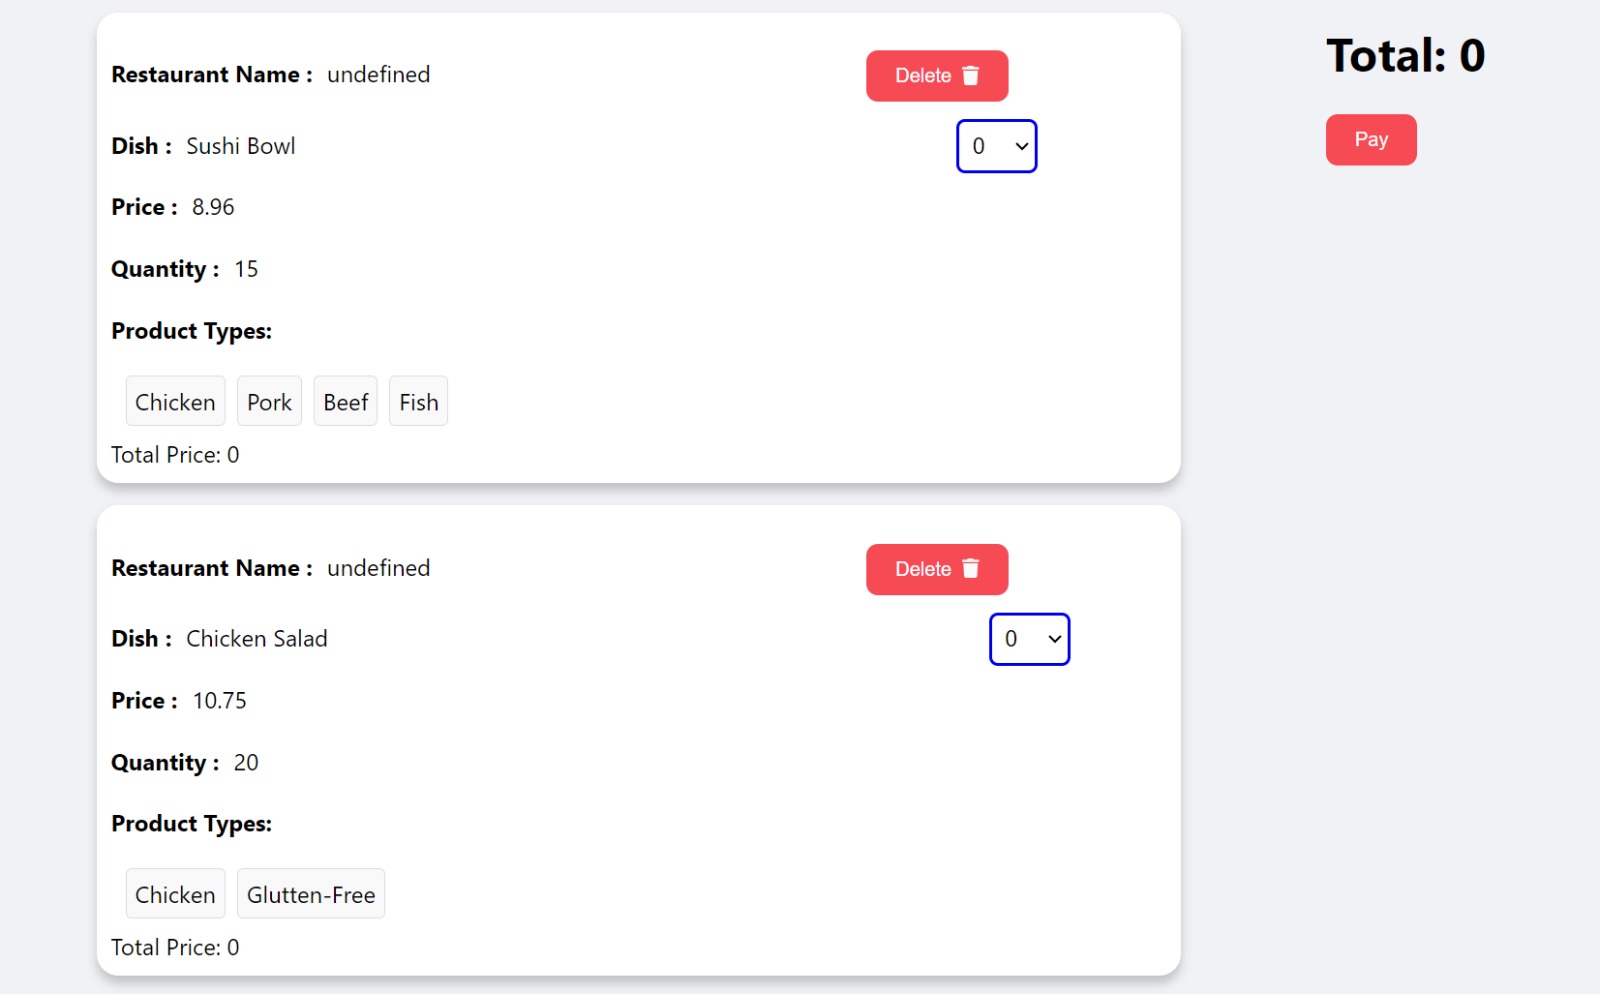 Restaurant Name : undefined
Delete
Dish : Sushi Bowl
0
Price : 8.96
Quantity : 15
Product Types:
Chicken Pork Beef Fish
Total Price: 0
Restaurant Name : undefined
Delete
Dish : Chicken Salad
0
Price : 10.75
Quantity : 20
Product Types:
Chicken Glutten-Free
Total Price: 0
Total: 0
Pay